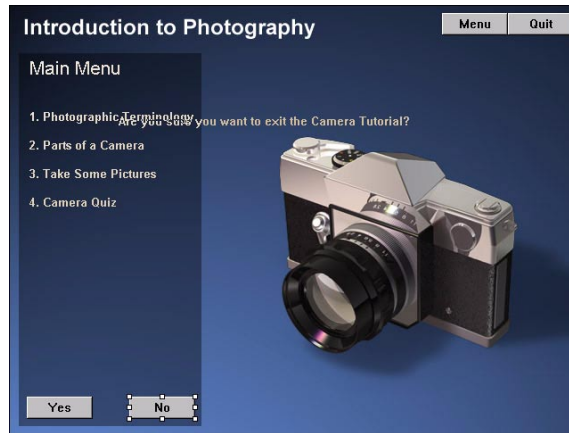 Introduction to Photography
Menu
Quit
Main Menu
1. Photographic Terminology
Are you sure you want to exit the Camera Tutorial?
2. Parts of a Camera
3. Take Some Pictures
4. Camera Quiz
Yes
No